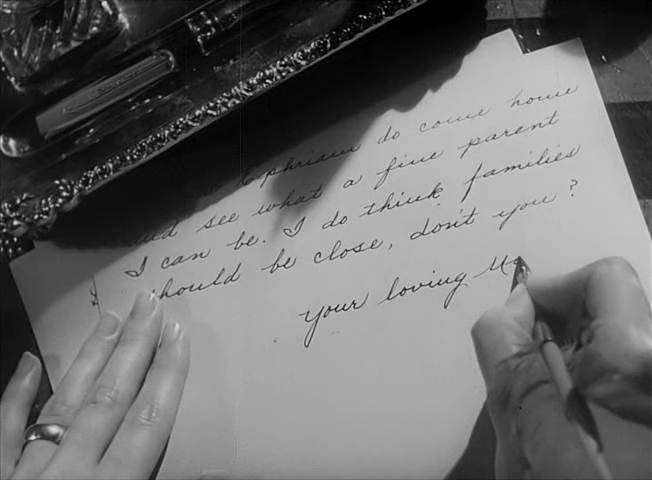 Ephriam do come home
and see what a fine parent
I can be. I do think families
should be close, don't you?
Your loving